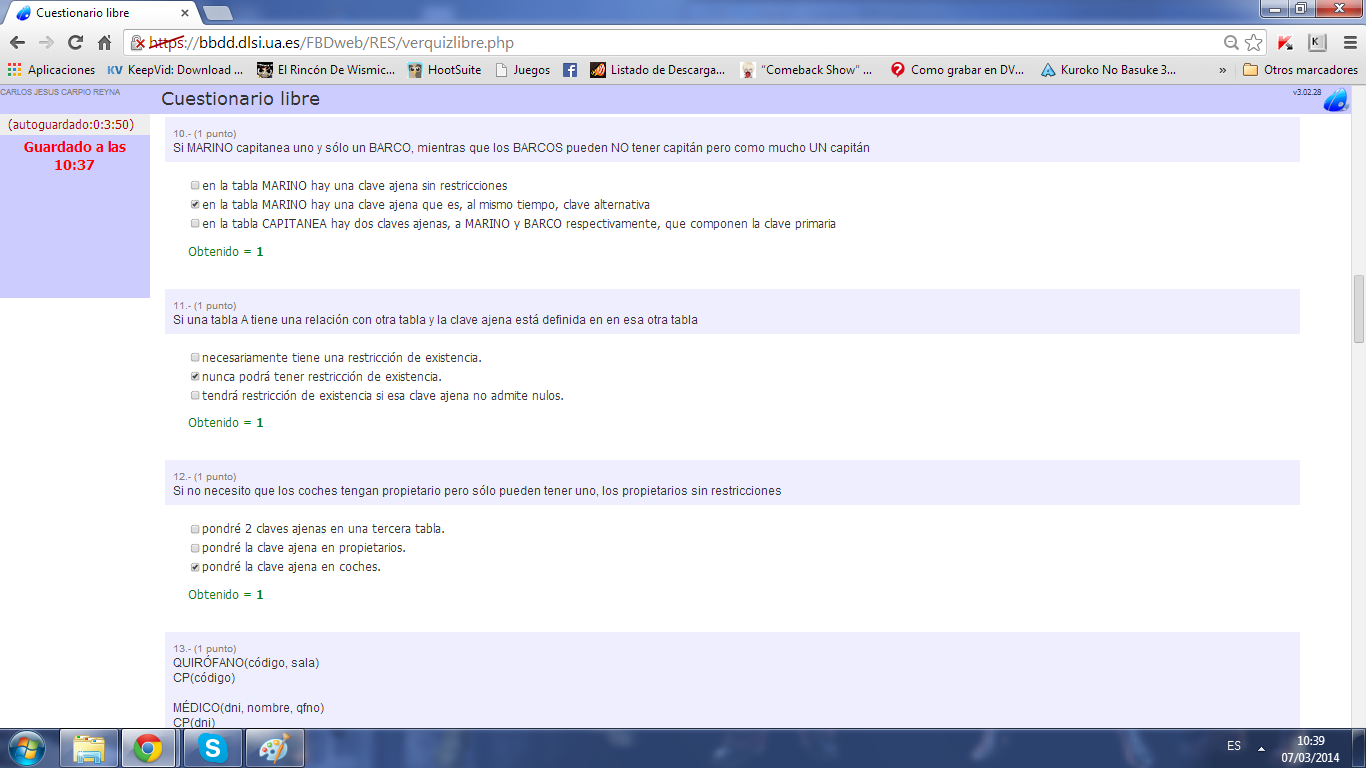 Cuestionario libre
https://bbdd.dlsi.ua.es/FBDweb/RES/verquizlibre.php
Aplicaciones KV KeepVid: Download ... El Rincón De Wismic... HootSuite Juegos Listado de Descarga... "Comeback Show" ... Como grabar en DV... Kuroko No Basuke 3... » Otros marcadores
CARLOS JESUS CARPIO REYNA
Cuestionario libre
v3.02.28
(autoguardado:0:3:50)
Guardado a las
10:37
10.- (1 punto)
Si MARINO capitanea uno y sólo un BARCO, mientras que los BARCOS pueden NO tener capitán pero como mucho UN capitán
en la tabla MARINO hay una clave ajena sin restricciones
en la tabla MARINO hay una clave ajena que es, al mismo tiempo, clave alternativa
en la tabla CAPITANEA hay dos claves ajenas, a MARINO y BARCO respectivamente, que componen la clave primaria
Obtenido = 1
11.- (1 punto)
Si una tabla A tiene una relación con otra tabla y la clave ajena está definida en en esa otra tabla
necesariamente tiene una restricción de existencia.
nunca podrá tener restricción de existencia.
tendrá restricción de existencia si esa clave ajena no admite nulos.
Obtenido = 1
12.- (1 punto)
Si no necesito que los coches tengan propietario pero sólo pueden tener uno, los propietarios sin restricciones
pondré 2 claves ajenas en una tercera tabla.
pondré la clave ajena en propietarios.
pondré la clave ajena en coches.
Obtenido = 1
13.- (1 punto)
QUIRÓFANO(código, sala)
CP(código)
MÉDICO(dni, nombre, qfno)
CP(dni)
ES
10:39
07/03/2014